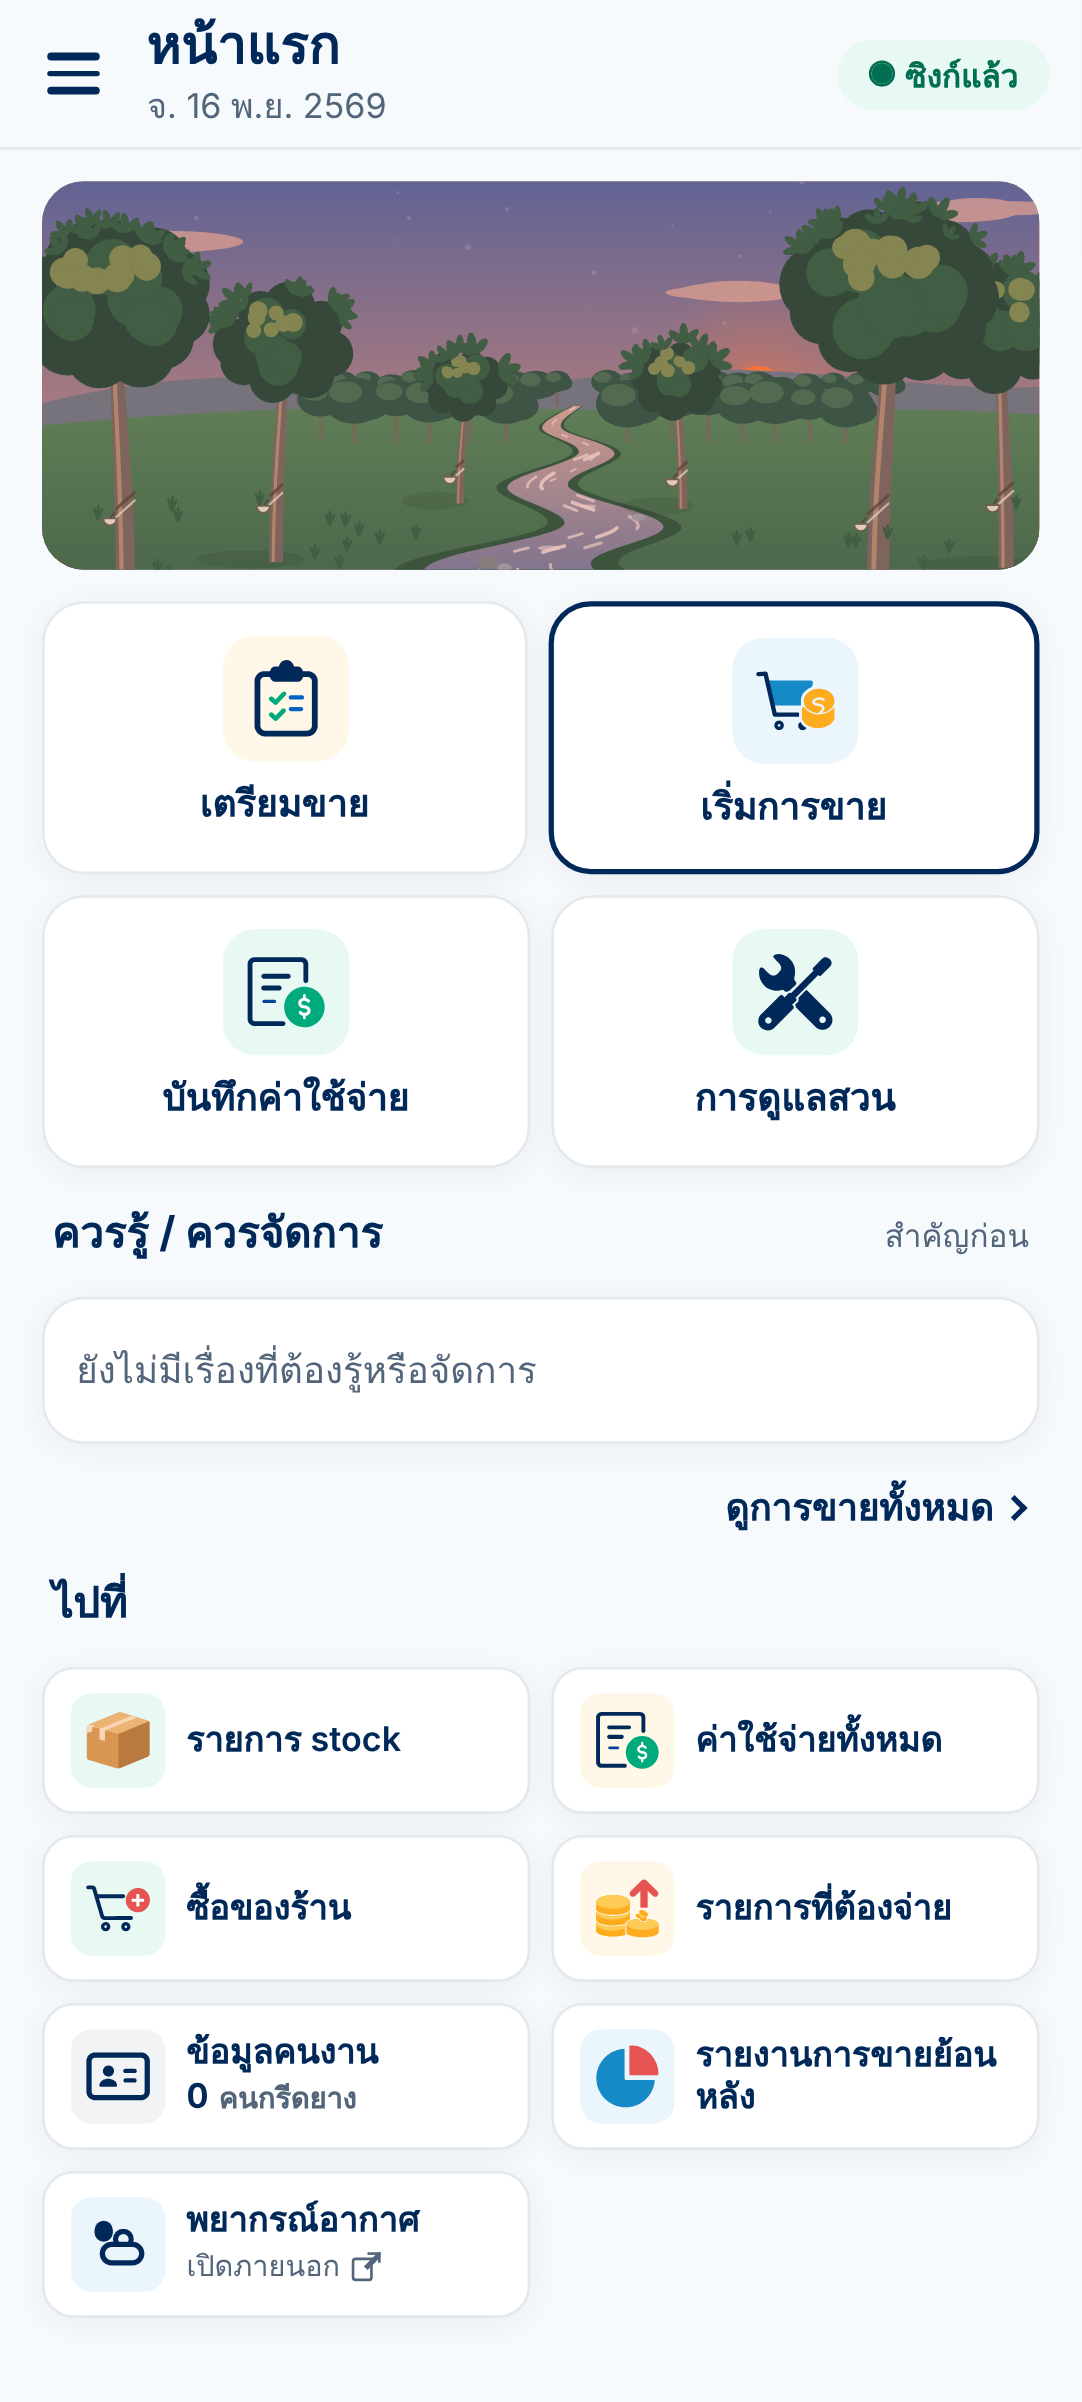 หน้าแรก
จ. 16 พ.ย. 2569
ซิงก์แล้ว
เตรียมขาย
เริ่มการขาย
บันทึกค่าใช้จ่าย
การดูแลสวน
ควรรู้ / ควรจัดการ
สำคัญก่อน
ยังไม่มีเรื่องที่ต้องรู้หรือจัดการ
ดูการขายทั้งหมด
ไปที่
รายการ stock
ค่าใช้จ่ายทั้งหมด
ซื้อของร้าน
รายการที่ต้องจ่าย
ข้อมูลคนงาน
0 คนกรีดยาง
รายงานการขายย้อน
หลัง
พยากรณ์อากาศ
เปิดภายนอก